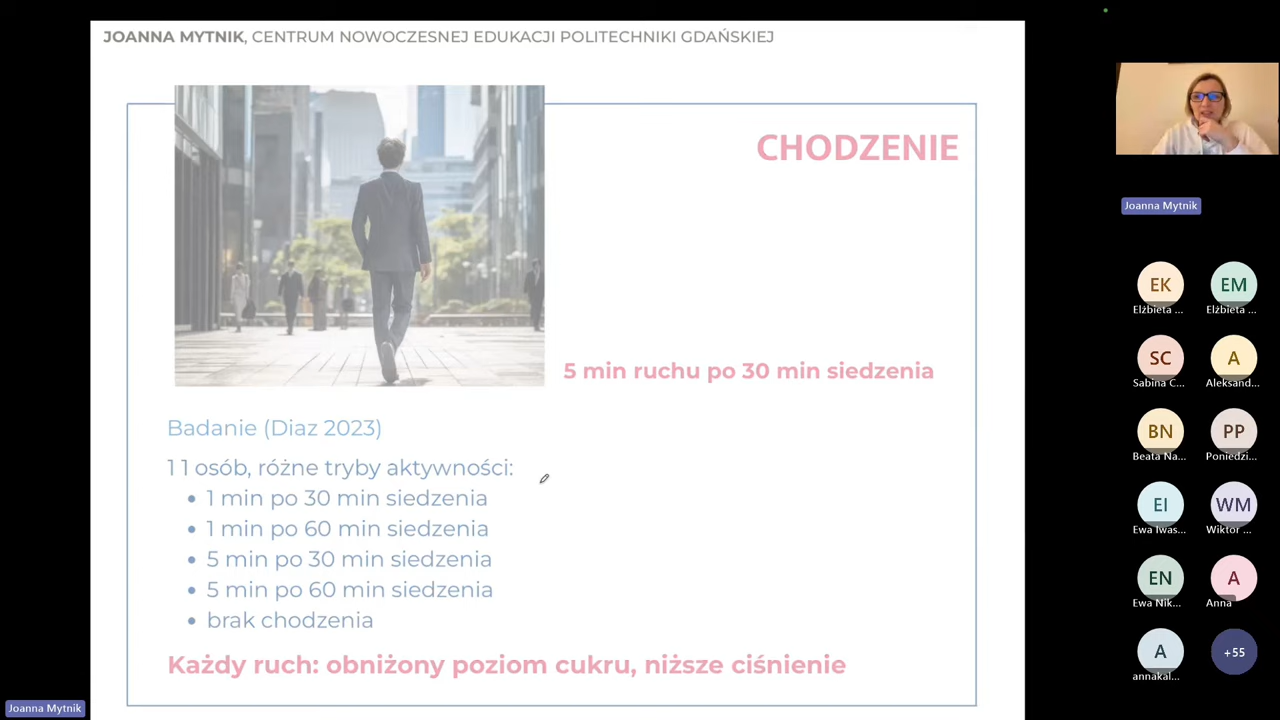 JOANNA MYTNIK, CENTRUM NOWOCZESNEJ EDUKACJI POLITECHNIKI GDAŃSKIEJ
CHODZENIE
5 min ruchu po 30 min siedzenia
Badanie (Diaz 2023)
11 osób, różne tryby aktywności:
• 1 min po 30 min siedzenia
• 1 min po 60 min siedzenia
• 5 min po 30 min siedzenia
• 5 min po 60 min siedzenia
• brak chodzenia
Każdy ruch: obniżony poziom cukru, niższe ciśnienie
Joanna Mytnik
Joanna Mytnik
EK EM
Elżbieta ... Elżbieta ...
SC A
Sabina C... Aleksand...
BN PP
Beata Na... Poniedzi...
EI WM
Ewa Iwas... Wiktor ...
EN A
Ewa Nik... Anna
A +55
annakal...